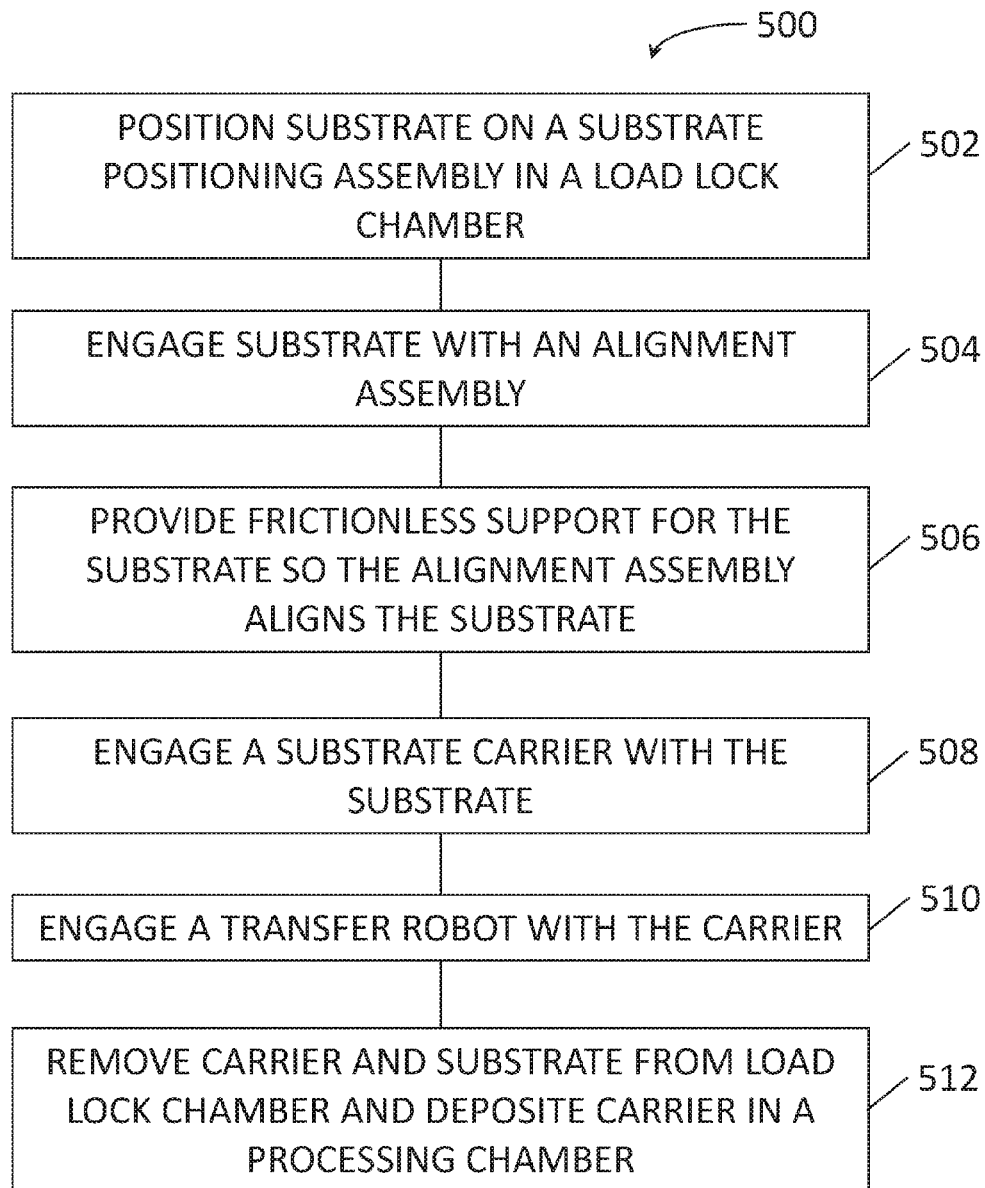 500
POSITION SUBSTRATE ON A SUBSTRATE
POSITIONING ASSEMBLY IN A LOAD LOCK
CHAMBER
502
ENGAGE SUBSTRATE WITH AN ALIGNMENT
ASSEMBLY
504
PROVIDE FRICTIONLESS SUPPORT FOR THE
SUBSTRATE SO THE ALIGNMENT ASSEMBLY
ALIGNS THE SUBSTRATE
506
ENGAGE A SUBSTRATE CARRIER WITH THE
SUBSTRATE
508
ENGAGE A TRANSFER ROBOT WITH THE CARRIER
510
REMOVE CARRIER AND SUBSTRATE FROM LOAD
LOCK CHAMBER AND DEPOSITE CARRIER IN A
PROCESSING CHAMBER
512